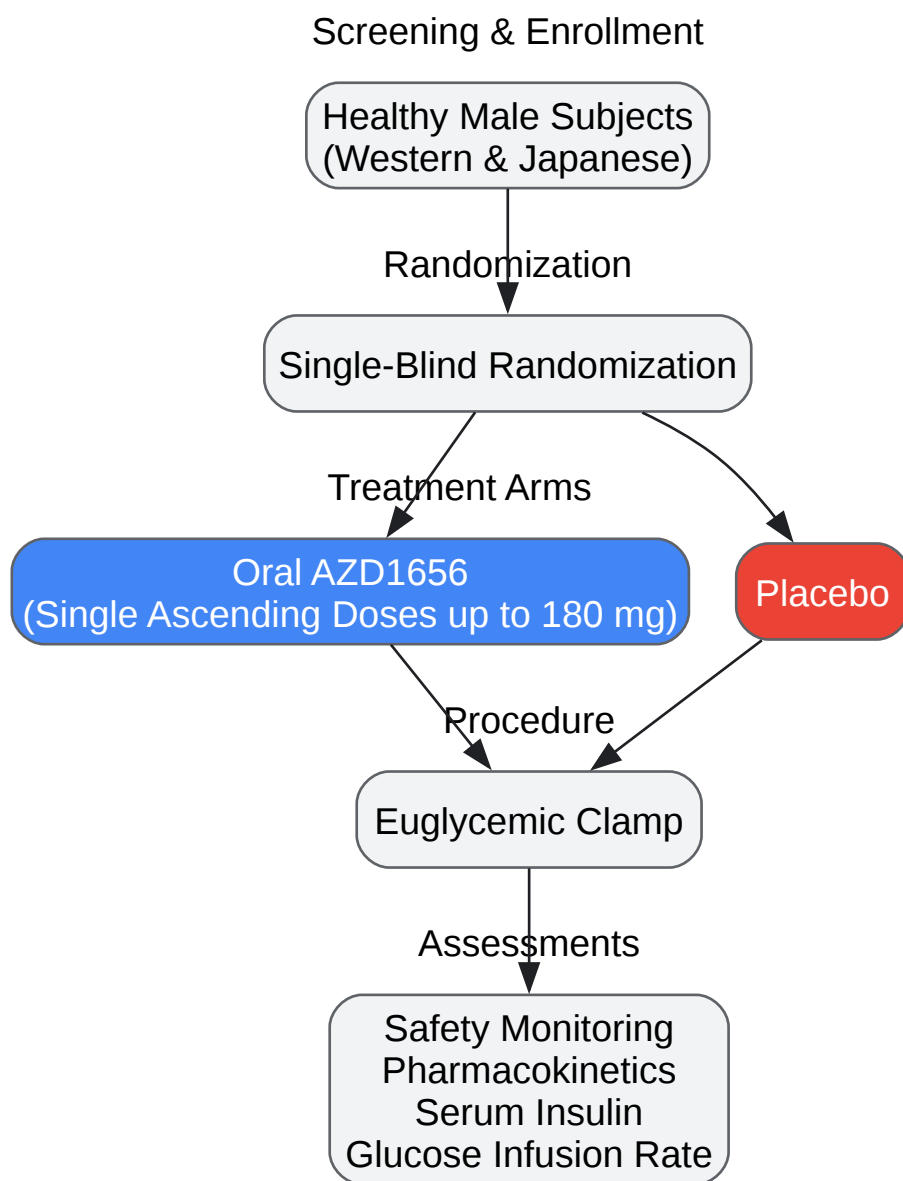 Screening & Enrollment
Healthy Male Subjects
(Western & Japanese)
Randomization
Single-Blind Randomization
Treatment Arms
Oral AZD1656
(Single Ascending Doses up to 180 mg)
Placebo
Procedure
Euglycemic Clamp
Assessments
Safety Monitoring
Pharmacokinetics
Serum Insulin
Glucose Infusion Rate